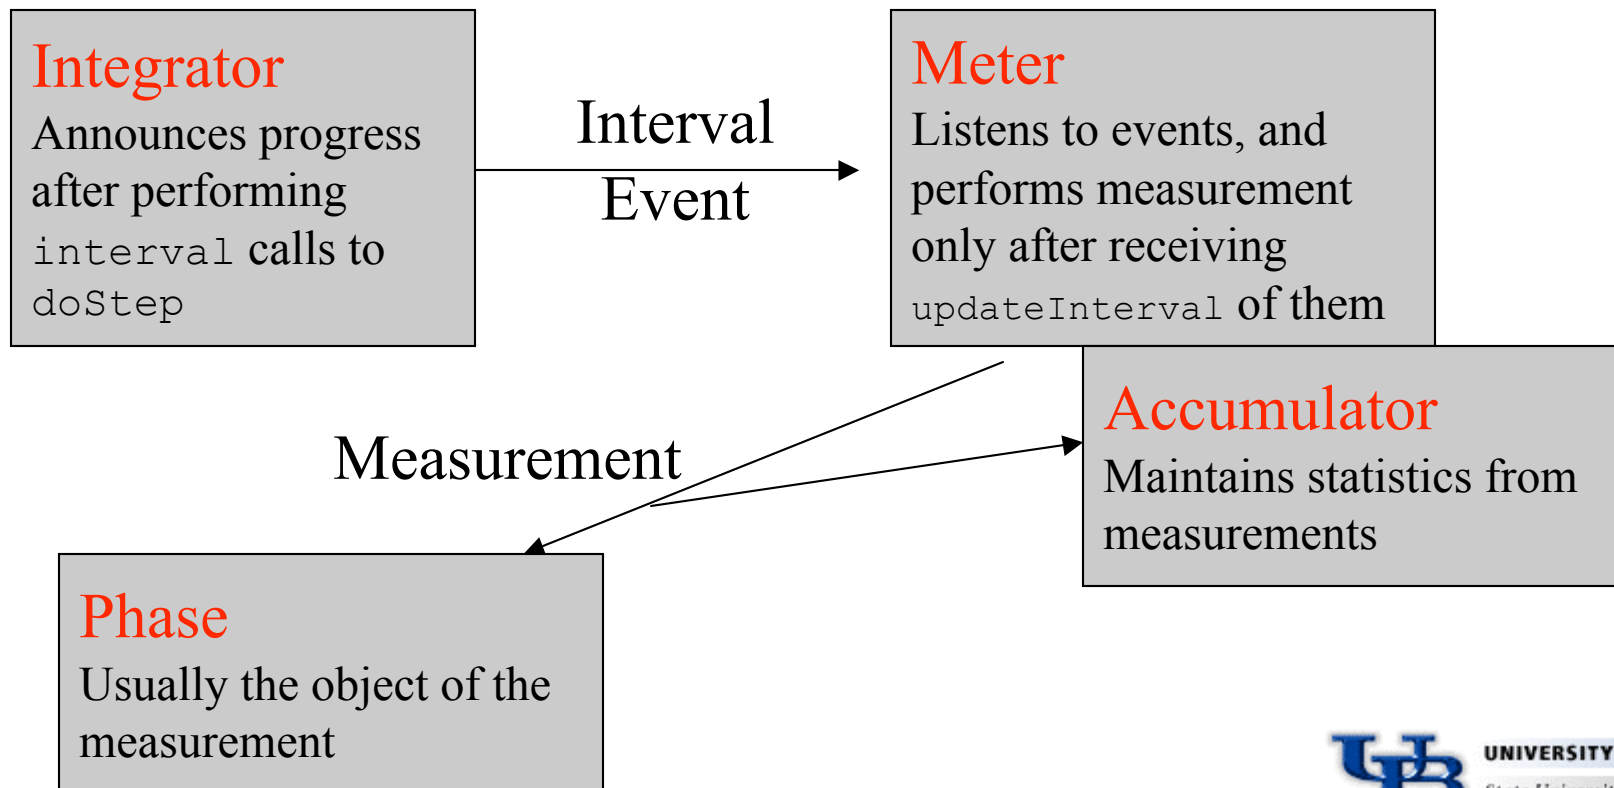 Integrator
Announces progress
after performing
interval calls to
doStep
Interval
Event
Meter
Listens to events, and
performs measurement
only after receiving
updateInterval of them
Measurement
Accumulator
Maintains statistics from
measurements
Phase
Usually the object of the
measurement
UB
UNIVERSITY
State